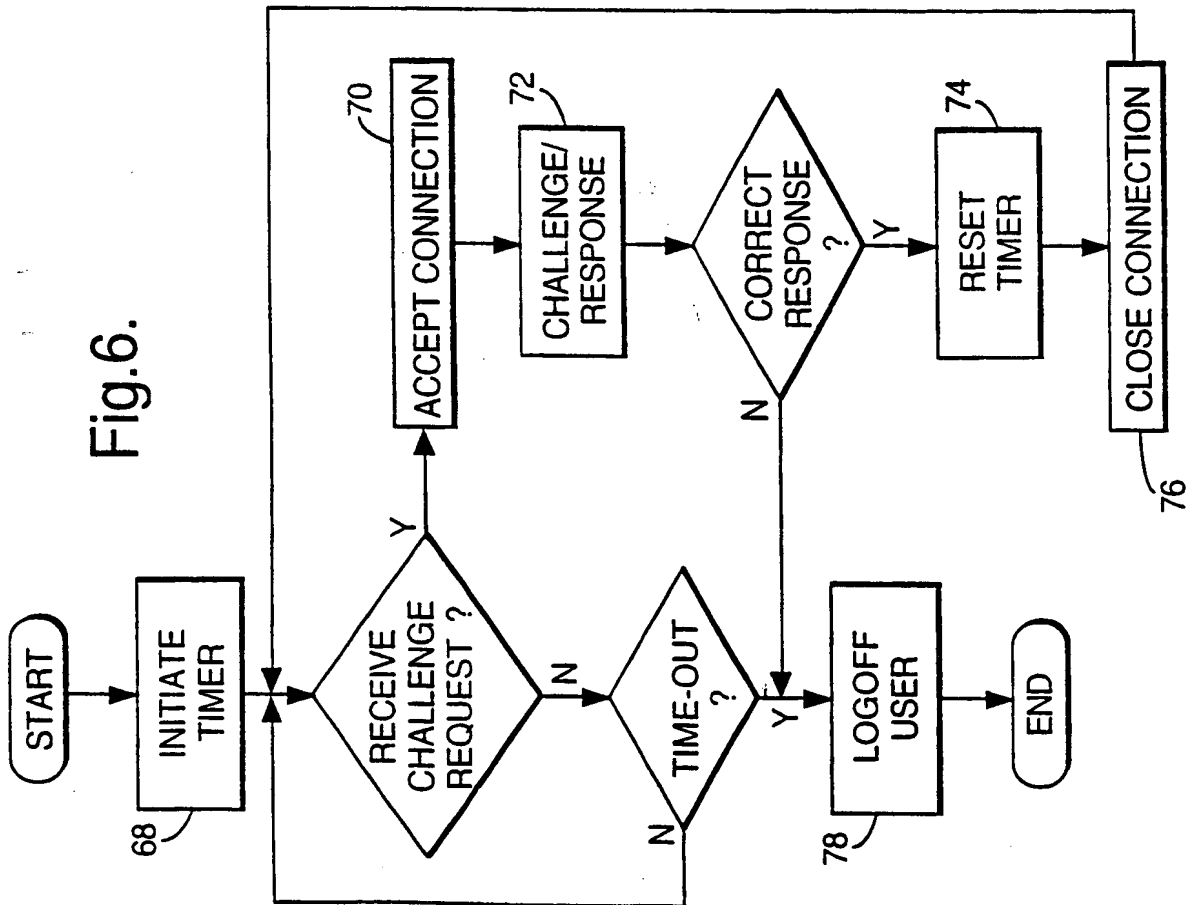 Fig.6.
START
INITIATE
TIMER
68
RECEIVE
CHALLENGE
REQUEST ?
Y
N
TIME-OUT
?
N
Y
LOGOFF
USER
78
END
70
ACCEPT CONNECTION
72
CHALLENGE/
RESPONSE
CORRECT
RESPONSE
?
N
Y
74
RESET
TIMER
CLOSE CONNECTION
76